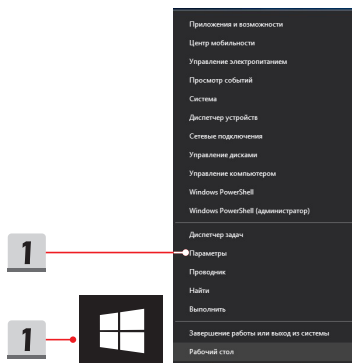 Приложения и возможности
Центр мобильности
Управление электропитанием
Просмотр событий
Система
Диспетчер устройств
Сетевые подключения
Управление дисками
Управление компьютером
Windows PowerShell
Windows PowerShell (администратор)
Диспетчер задач
1
Параметры
Проводник
Найти
Выполнить
1
Завершение работы или выход из системы
Рабочий стол